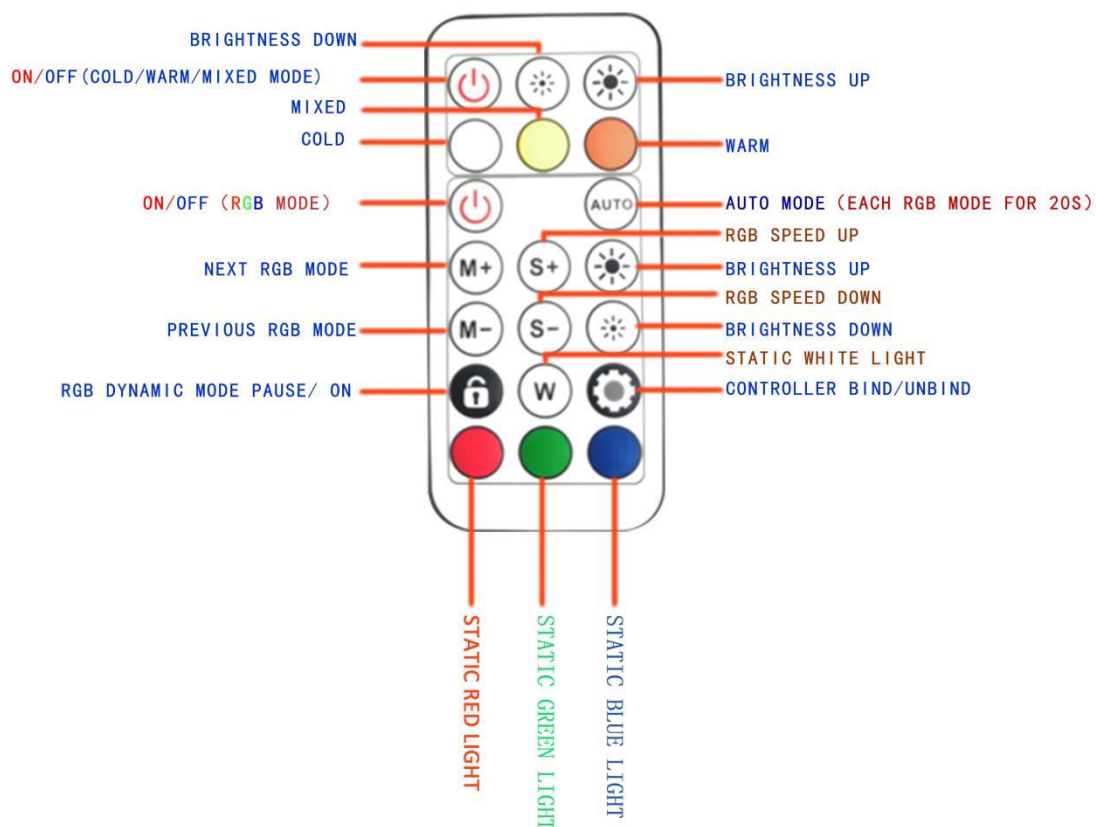 BRIGHTNESS DOWN
ON/OFF(COLD/WARM/MIXED MODE)
BRIGHTNESS UP
MIXED
COLD
WARM
ON/OFF (RGB MODE)
AUTO
AUTO MODE (EACH RGB MODE FOR 20S)
RGB SPEED UP
NEXT RGB MODE
M+
S+
BRIGHTNESS UP
RGB SPEED DOWN
PREVIOUS RGB MODE
M-
S-
BRIGHTNESS DOWN
STATIC WHITE LIGHT
RGB DYNAMIC MODE PAUSE/ ON
W
CONTROLLER BIND/UNBIND
STATIC RED LIGHT
STATIC GREEN LIGHT
STATIC BLUE LIGHT